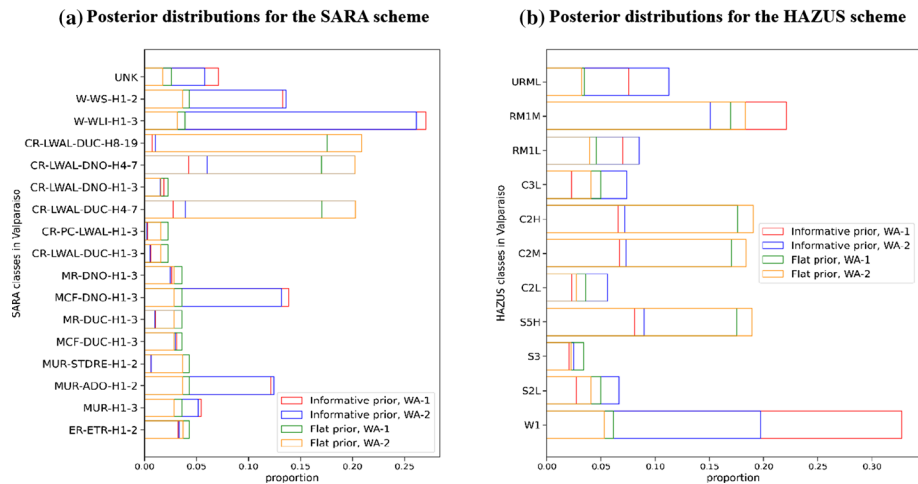 (a) Posterior distributions for the SARA scheme
SARA classes in Valparaiso
UNK
W-WS-H1-2
W-WLI-H1-3
CR-LWAL-DUC-H8-19
CR-LWAL-DNO-H4-7
CR-LWAL-DNO-H1-3
CR-LWAL-DUC-H4-7
CR-PC-LWAL-H1-3
CR-LWAL-DUC-H1-3
MR-DNO-H1-3
MCF-DNO-H1-3
MR-DUC-H1-3
MCF-DUC-H1-3
MUR-STDRE-H1-2
MUR-ADO-H1-2
MUR-H1-3
ER-ETR-H1-2
Informative prior, WA-1
Informative prior, WA-2
Flat prior, WA-1
Flat prior, WA-2
0.00 0.05 0.10 0.15 0.20 0.25
proportion
(b) Posterior distributions for the HAZUS scheme
HAZUS classes in Valparaiso
URML
RM1M
RM1L
C3L
C2H
C2M
C2L
S5H
S3
S2L
W1
Informative prior, WA-1
Informative prior, WA-2
Flat prior, WA-1
Flat prior, WA-2
0.00 0.05 0.10 0.15 0.20 0.25 0.30
proportion